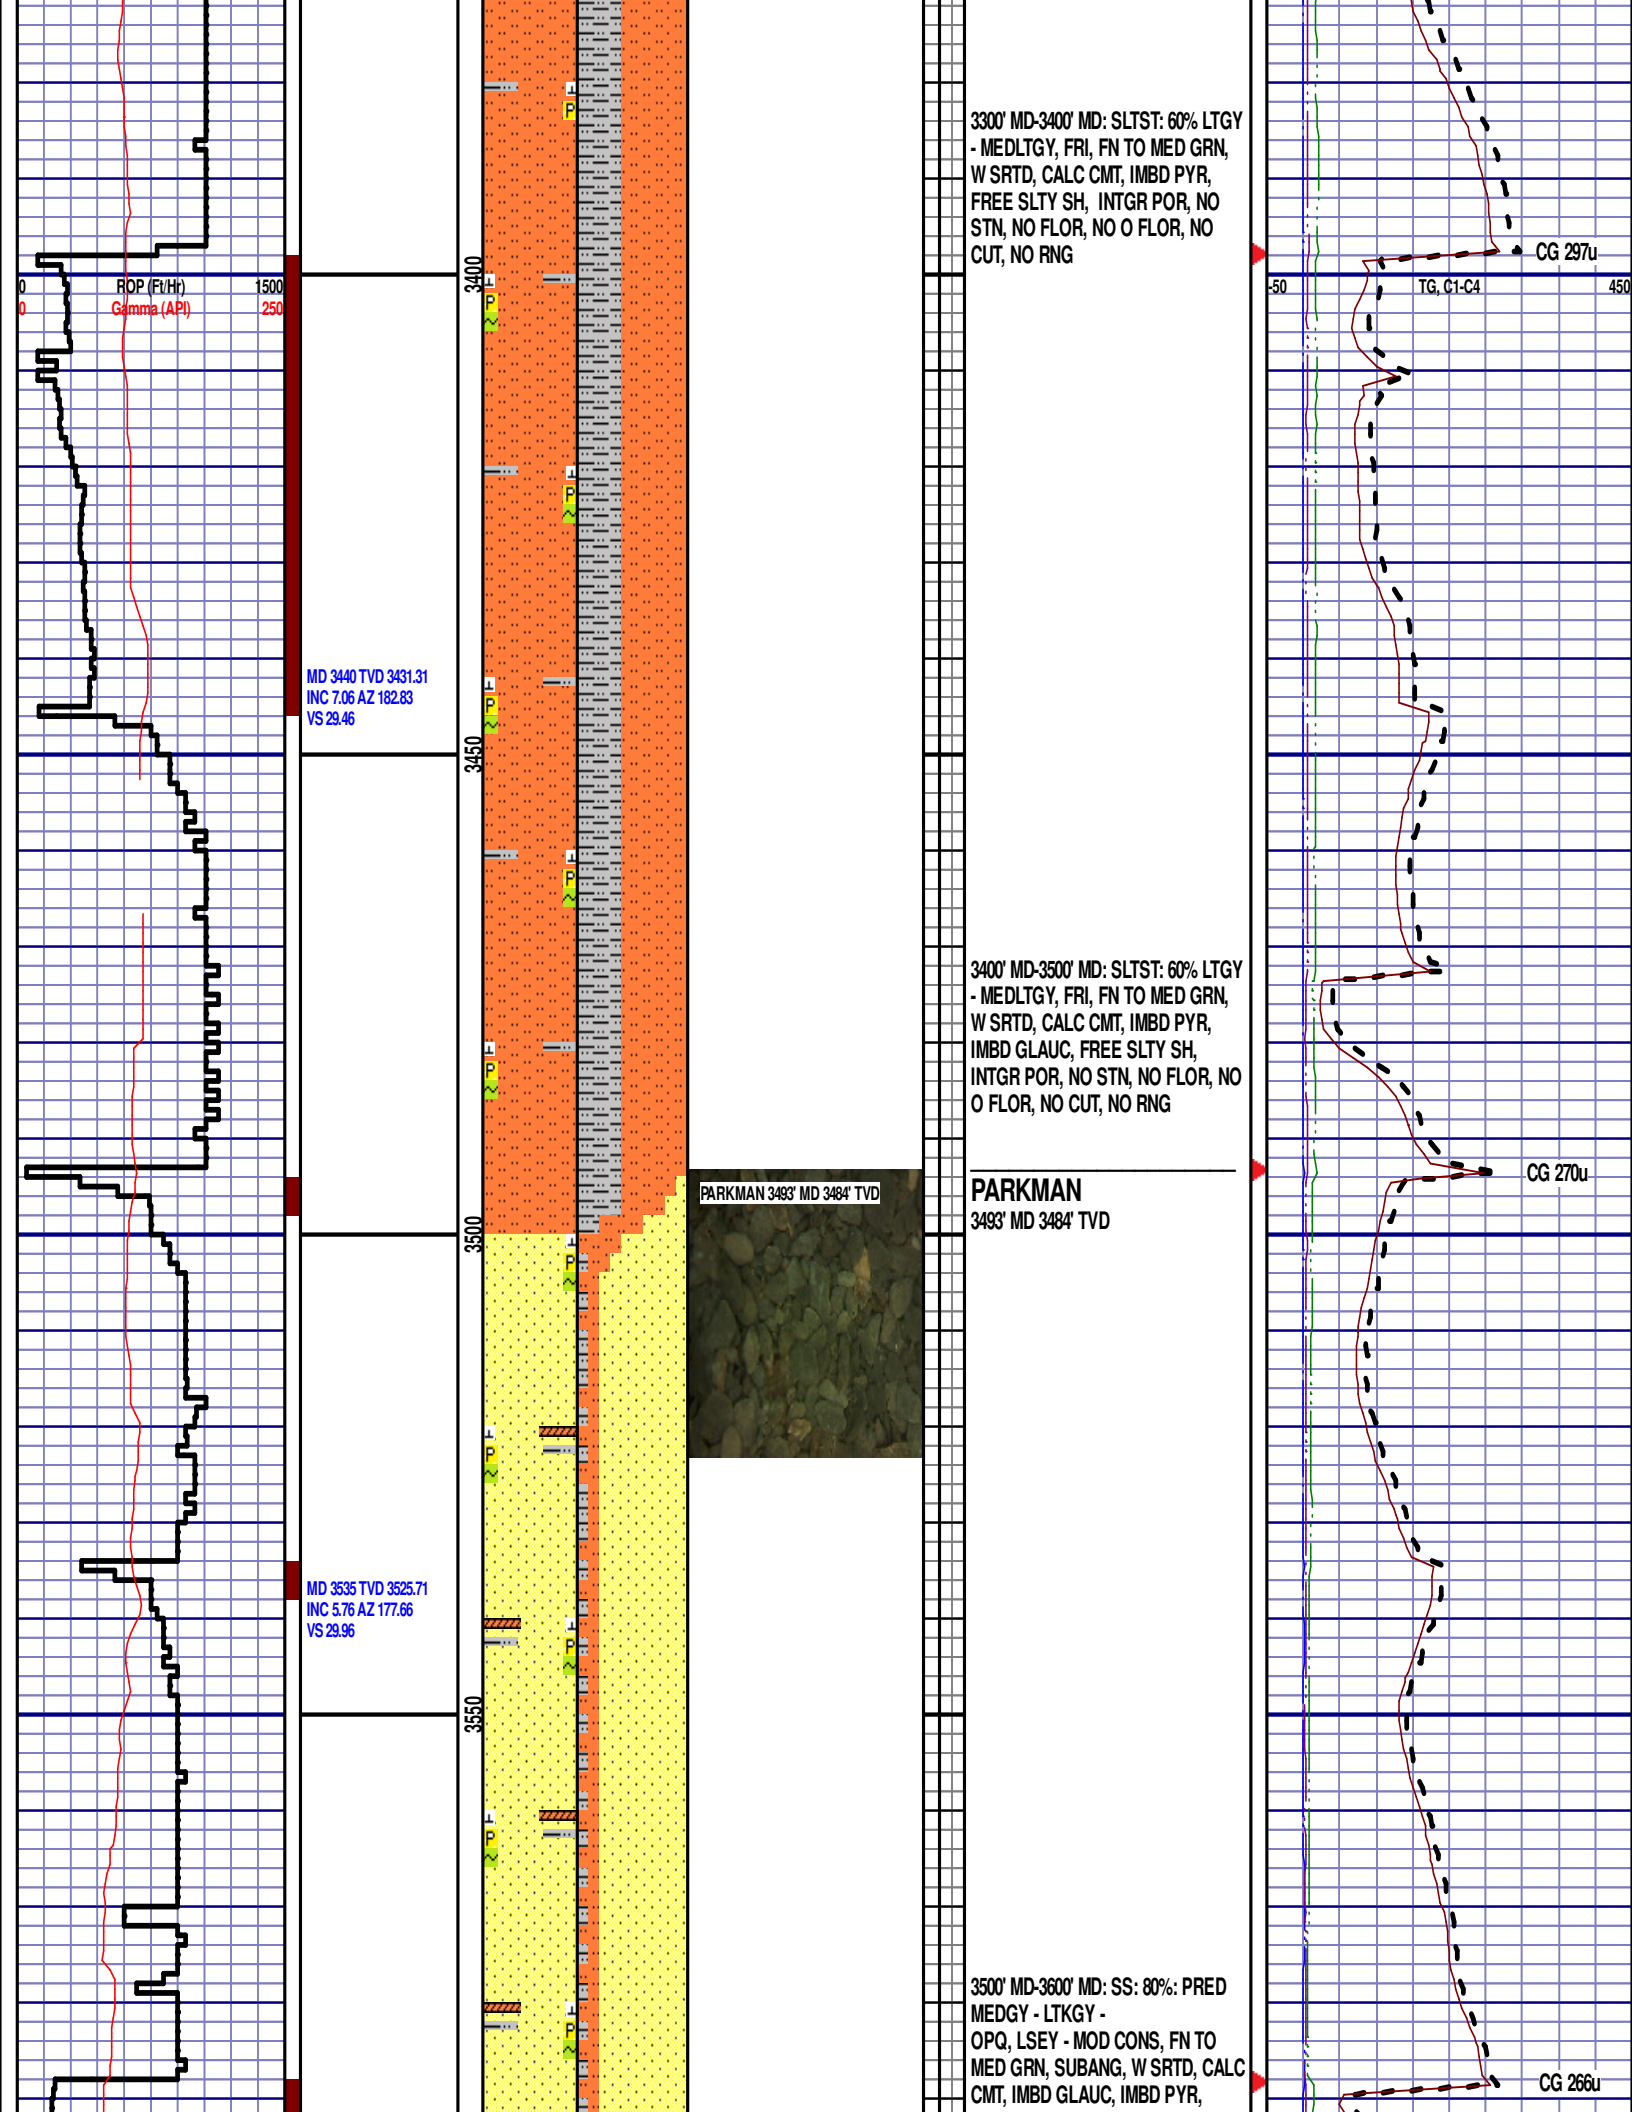 3300' MD-3400' MD: SLTST: 60% LTGY
- MEDLTGY, FRI, FN TO MED GRN,
W SRTD, CALC CMT, IMBD PYR,
FREE SLTY SH, INTGR POR, NO
STN, NO FLOR, NO O FLOR, NO
CUT, NO RNG
CG 297u
3400
0 ROP (Ft/Hr) 1500
0 Gamma (API) 250
-50 TG, C1-C4 450
MD 3440 TVD 3431.31
INC 7.06 AZ 182.83
VS 29.46
3450
3400' MD-3500' MD: SLTST: 60% LTGY
- MEDLTGY, FRI, FN TO MED GRN,
W SRTD, CALC CMT, IMBD PYR,
IMBD GLAUC, FREE SLTY SH,
INTGR POR, NO STN, NO FLOR, NO
O FLOR, NO CUT, NO RNG
CG 270u
PARKMAN 3493' MD 3484' TVD
PARKMAN
3493' MD 3484' TVD
3500
MD 3535 TVD 3525.71
INC 5.76 AZ 177.66
VS 29.96
3550
3500' MD-3600' MD: SS: 80%: PRED
MEDGY - LTKGY -
OPQ, LSEY - MOD CONS, FN TO
MED GRN, SUBANG, W SRTD, CALC
CMT, IMBD GLAUC, IMBD PYR,
CG 266u
P
P
P
P
P
P
P
P
P
P
P